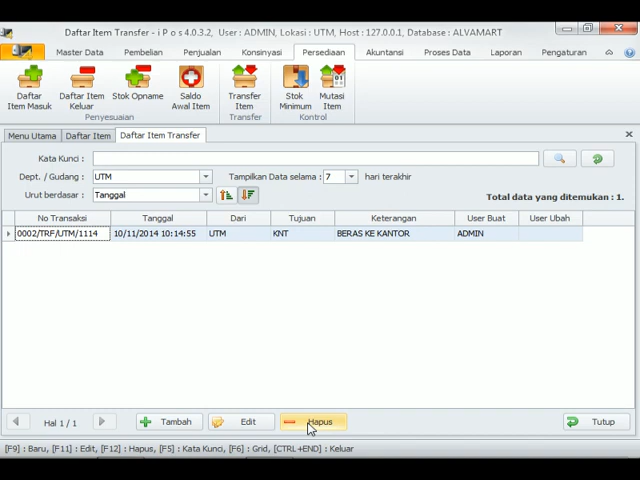 Daftar Item Transfer - i P o s 4.0.3.2, User : ADMIN, Lokasi : UTM, Host : 127.0.0.1, Database : ALVAMART
Master Data Pembelian Penjualan Konsinyasi Persediaan Akuntansi Proses Data Laporan Pengaturan
Daftar Item Masuk
Daftar Item Keluar
Stok Opname
Saldo Awal Item
Transfer Item
Stok Minimum
Mutasi Item
Penyesuaian Transfer Kontrol
Menu Utama Daftar Item Daftar Item Transfer
Kata Kunci :
Dept. / Gudang : UTM Tampilkan Data selama : 7 hari terakhir
Urut berdasar : Tanggal
Total data yang ditemukan : 1.
No Transaksi Tanggal Dari Tujuan Keterangan User Buat User Ubah
0002/TRF/UTM/1114 10/11/2014 10:14:55 UTM KNT BERAS KE KANTOR ADMIN
Hal 1 / 1 Tambah Edit Hapus Tutup
[F9] : Baru, [F11] : Edit, [F12] : Hapus, [F5] : Kata Kunci, [F6] : Grid, [CTRL+END] : Keluar